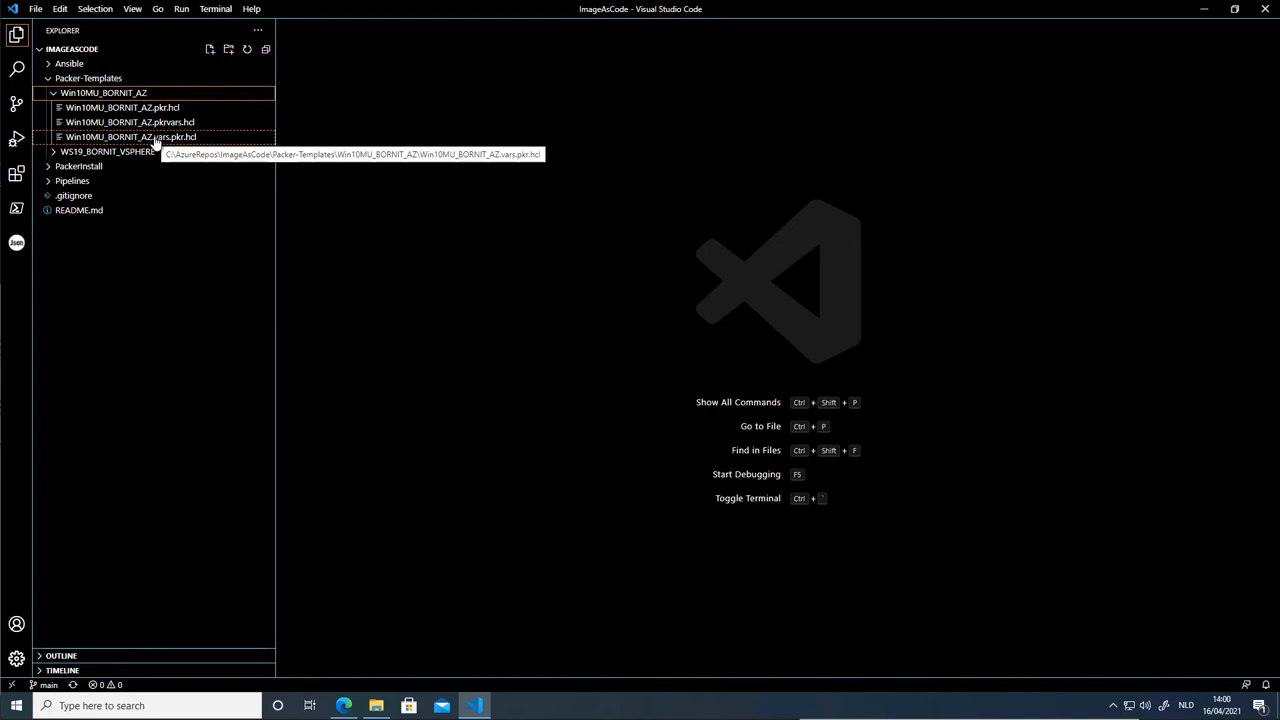 File Edit Selection View Go Run Terminal Help
ImageAsCode - Visual Studio Code
EXPLORER
IMAGEASCODE
Ansible
Packer-Templates
Win10MU_BORNIT_AZ
Win10MU_BORNIT_AZ.pkr.hcl
Win10MU_BORNIT_AZ.pkrvars.hcl
Win10MU_BORNIT_AZ.vars.pkr.hcl
WS19_BORNIT_VSPHERE
C:\AzureRepos\ImageAsCode\Packer-Templates\Win10MU_BORNIT_AZ\Win10MU_BORNIT_AZ.vars.pkr.hcl
PackerInstall
Pipelines
.gitignore
README.md
Json
Show All Commands Ctrl + Shift + P
Go to File Ctrl + P
Find in Files Ctrl + Shift + F
Start Debugging F5
Toggle Terminal Ctrl + `
OUTLINE
TIMELINE
main 0 0
Type here to search
NLD
14:00
16/04/2021
1